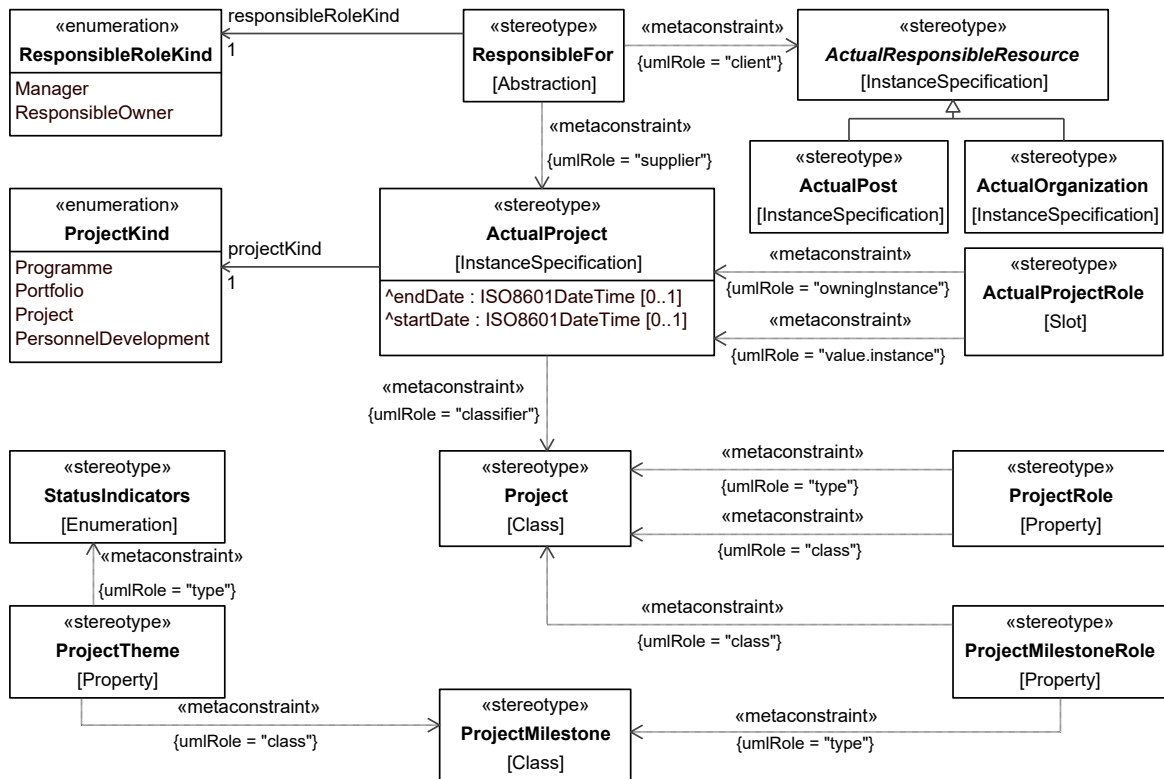 «enumeration»
ResponsibleRoleKind
Manager
ResponsibleOwner
responsibleRoleKind
1
«stereotype»
ResponsibleFor
[Abstraction]
«metaconstraint»
{umlRole = "client"}
«stereotype»
ActualResponsibleResource
[InstanceSpecification]
«metaconstraint»
{umlRole = "supplier"}
«stereotype»
ActualPost
[InstanceSpecification]
«stereotype»
ActualOrganization
[InstanceSpecification]
«enumeration»
ProjectKind
Programme
Portfolio
Project
PersonnelDevelopment
projectKind
1
«stereotype»
ActualProject
[InstanceSpecification]
^endDate : ISO8601DateTime [0..1]
^startDate : ISO8601DateTime [0..1]
«metaconstraint»
{umlRole = "owningInstance"}
«metaconstraint»
{umlRole = "value.instance"}
«stereotype»
ActualProjectRole
[Slot]
«metaconstraint»
{umlRole = "classifier"}
«stereotype»
StatusIndicators
[Enumeration]
«stereotype»
Project
[Class]
«metaconstraint»
{umlRole = "type"}
«metaconstraint»
{umlRole = "class"}
«stereotype»
ProjectRole
[Property]
«metaconstraint»
{umlRole = "type"}
«stereotype»
ProjectTheme
[Property]
«metaconstraint»
{umlRole = "class"}
«stereotype»
ProjectMilestoneRole
[Property]
«metaconstraint»
{umlRole = "class"}
«stereotype»
ProjectMilestone
[Class]
«metaconstraint»
{umlRole = "type"}